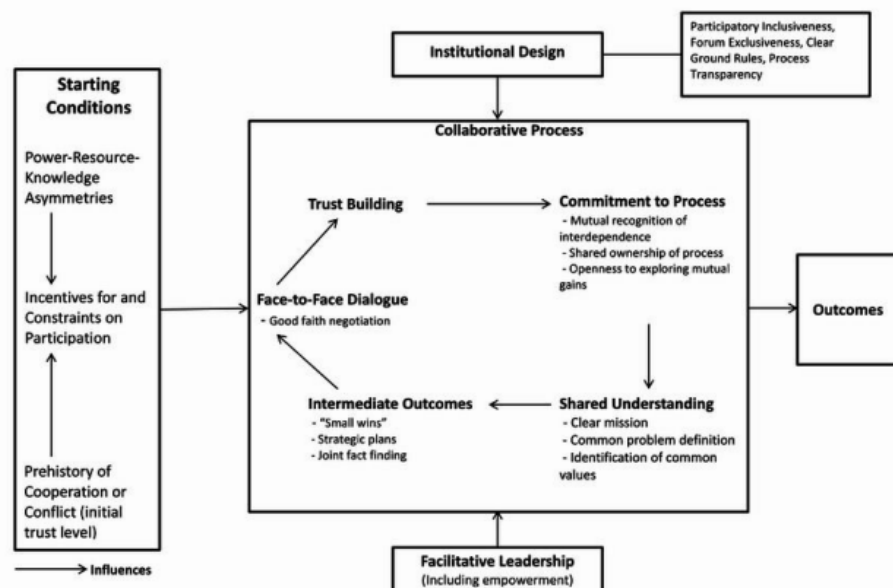 Starting
Conditions
Power-Resource-
Knowledge
Asymmetries
Incentives for and
Constraints on
Participation
Prehistory of
Cooperation or
Conflict (initial
trust level)
Influences
Institutional Design
Participatory Inclusiveness,
Forum Exclusiveness, Clear
Ground Rules, Process
Transparency
Collaborative Process
Trust Building
Commitment to Process
- Mutual recognition of
interdependence
- Shared ownership of process
- Openness to exploring mutual
gains
Face-to-Face Dialogue
- Good faith negotiation
Intermediate Outcomes
- "Small wins"
- Strategic plans
- Joint fact finding
Shared Understanding
- Clear mission
- Common problem definition
- Identification of common
values
Outcomes
Facilitative Leadership
(Including empowerment)